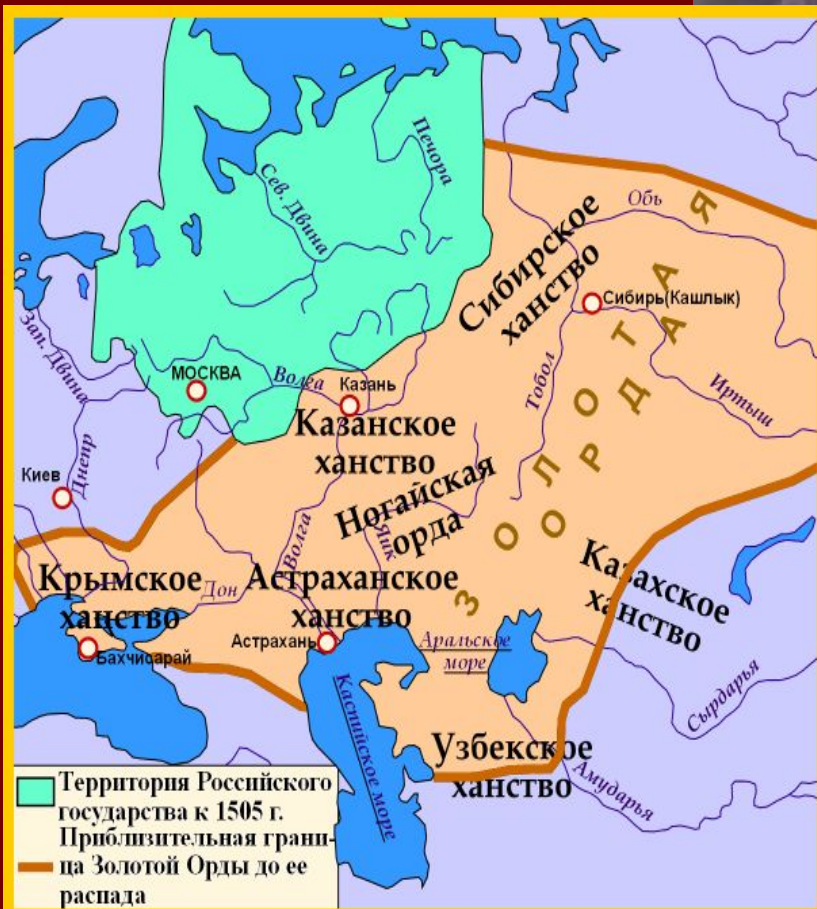 Печора
Сев. Двина
Обь
Сибирское
ханство
Сибирь(Кашлык)
ЗОЛОТАЯ
ОРДА
Зап. Двина
МОСКВА
Волга
Казань
Тобол
Иртыш
Казанское
ханство
Киев
Днепр
Ногайская
орда
Волга
Яик
Казахское
ханство
Крымское
ханство
Дон
Астраханское
ханство
Бахчисарай
Астрахань
Аральское
море
Сырдарья
Каспийское море
Узбекское
ханство
Амударья
Территория Российского
государства к 1505 г.
Приблизительная грани-
ца Золотой Орды до ее
распада